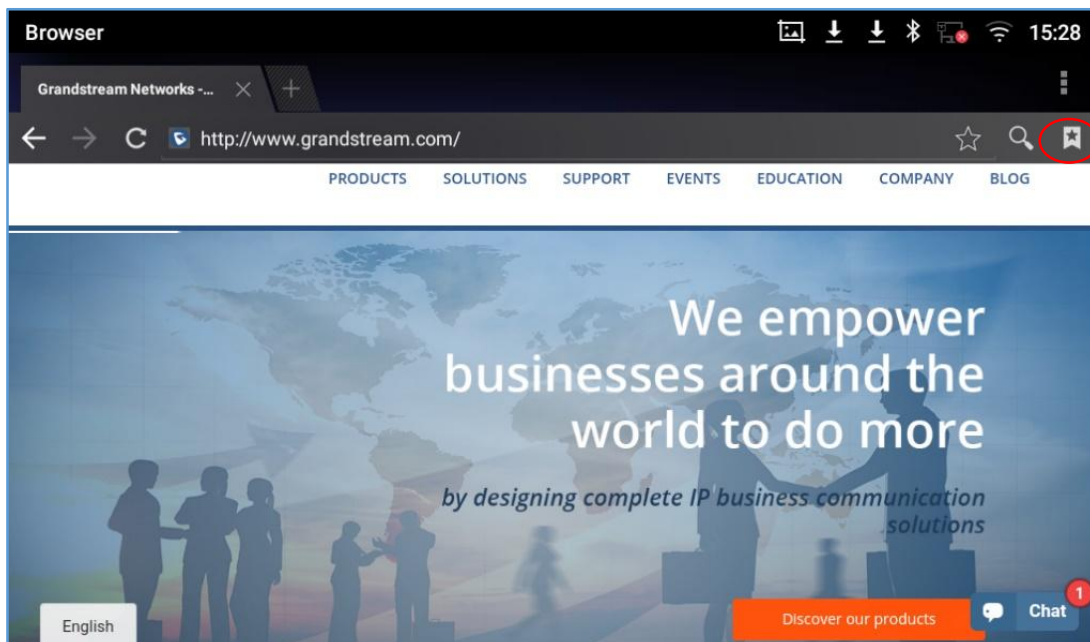 Browser 15:28
Grandstream Networks -...
http://www.grandstream.com/
PRODUCTS SOLUTIONS SUPPORT EVENTS EDUCATION COMPANY BLOG
We empower
businesses around the
world to do more
by designing complete IP business communication
solutions
English
Discover our products
Chat
1